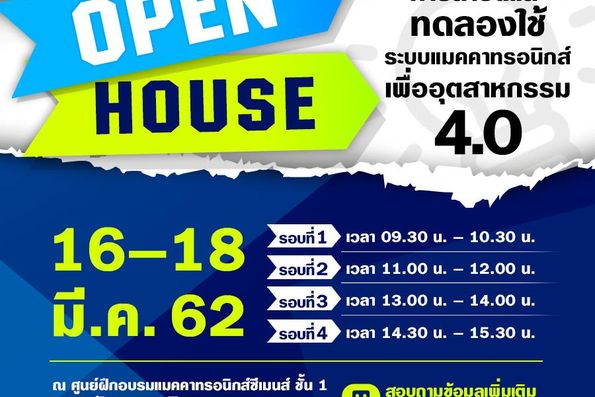 OPEN
HOUSE
ทดลองใช้
ระบบแมคคาทรอนิกส์
เพื่ออุตสาหกรรม
4.0
16–18
มี.ค. 62
รอบที่ 1 เวลา 09.30 น. – 10.30 น.
รอบที่ 2 เวลา 11.00 น. – 12.00 น.
รอบที่ 3 เวลา 13.00 น. – 14.00 น.
รอบที่ 4 เวลา 14.30 น. – 15.30 น.
ณ ศูนย์ฝึกอบรมแมคคาทรอนิกส์ซีเมนส์ ชั้น 1
สอบถามข้อมูลเพิ่มเติม